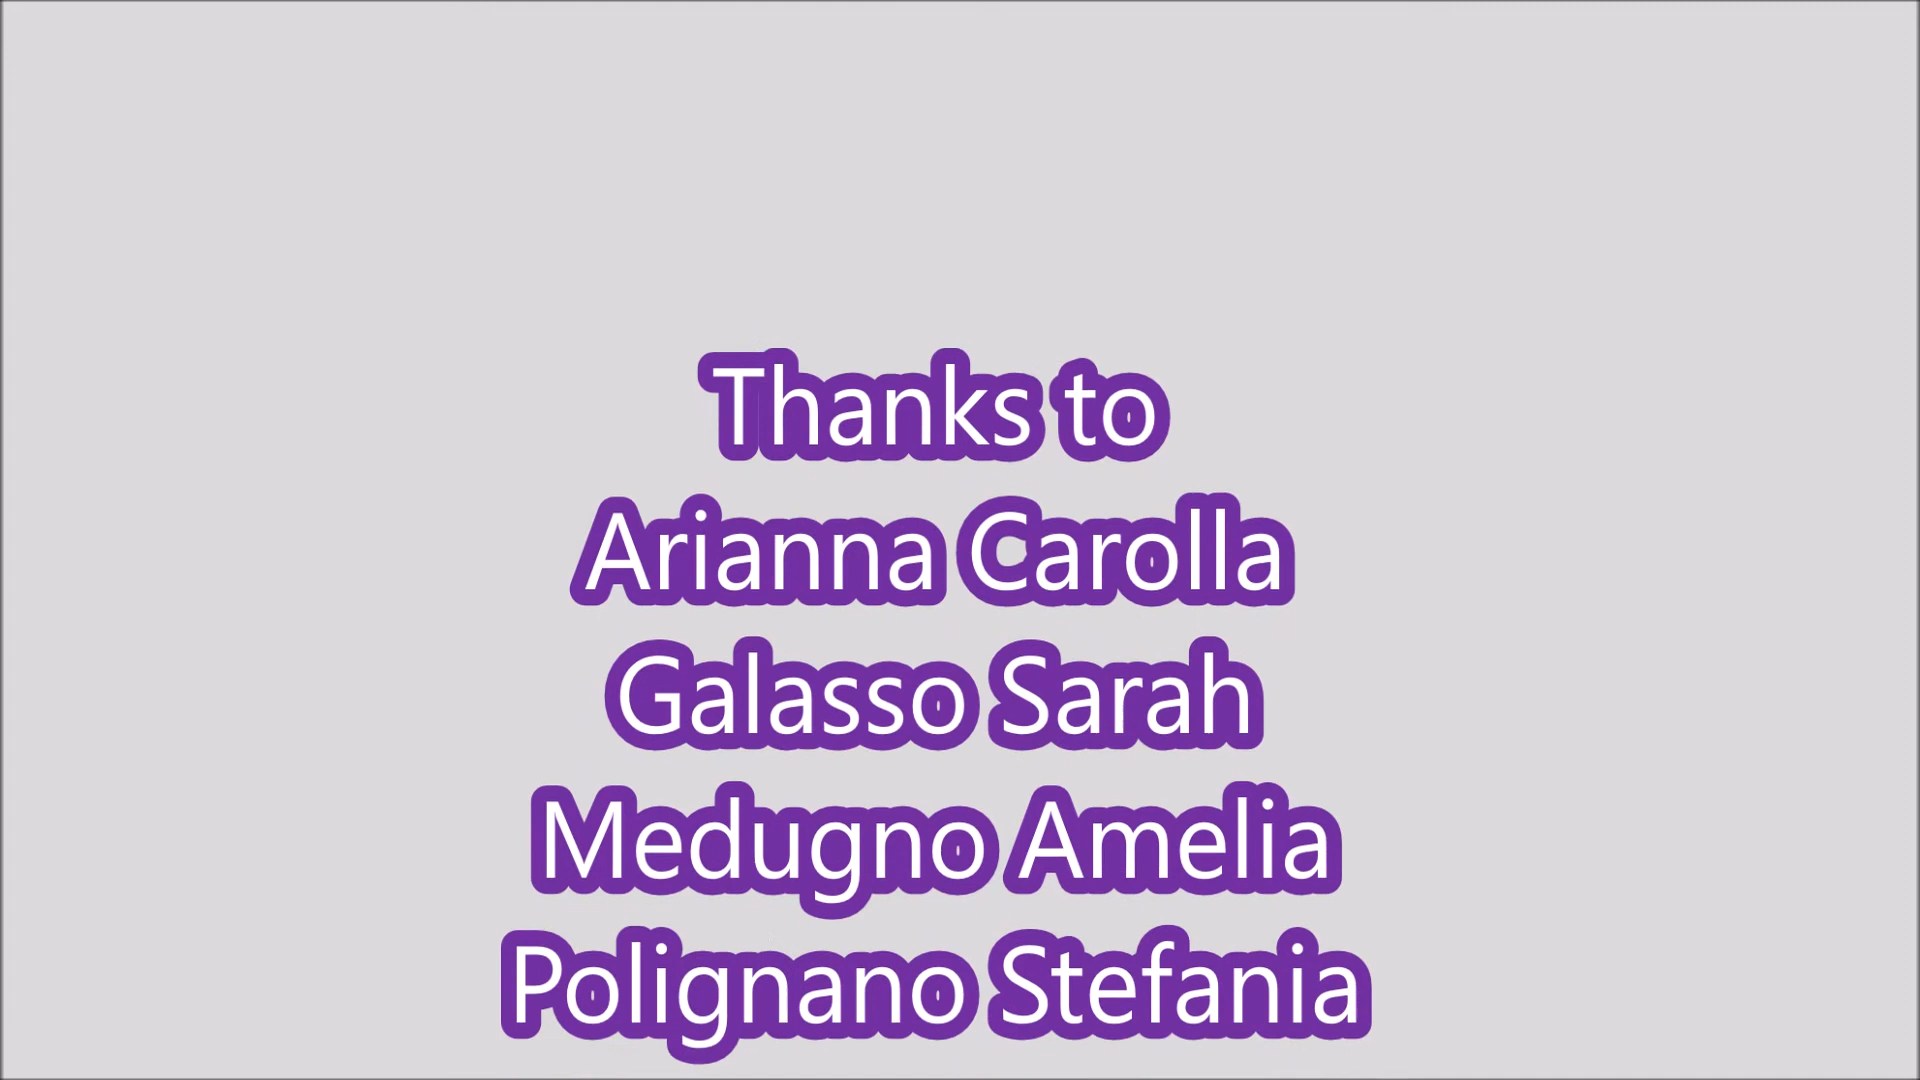 Thanks to
Arianna Carolla
Galasso Sarah
Medugno Amelia
Polignano Stefania